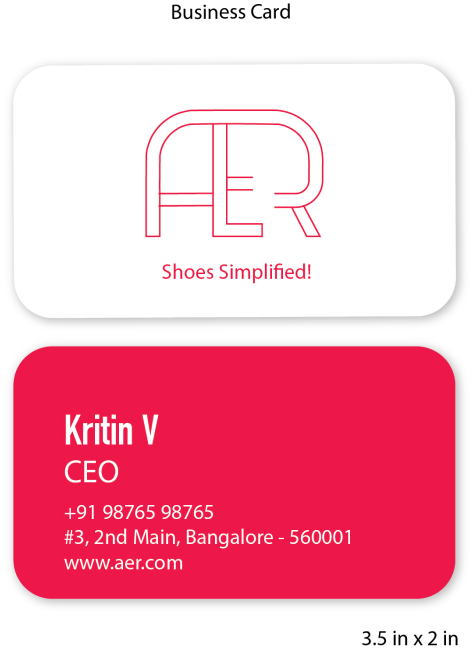 Business Card
AER
Shoes Simplified!
Kritin V
CEO
+91 98765 98765
#3, 2nd Main, Bangalore - 560001
www.aer.com
3.5 in x 2 in